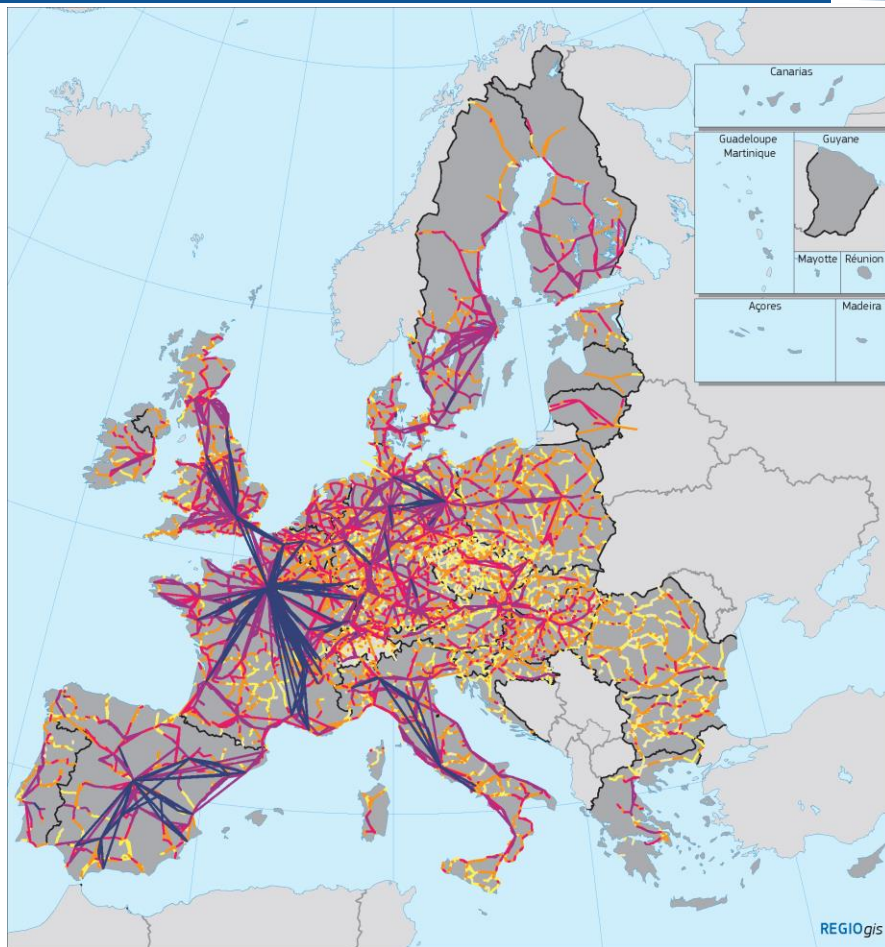 Canarias
Guadeloupe
Martinique
Guyane
Mayotte
Réunion
Açores
Madeira
REGIOgis